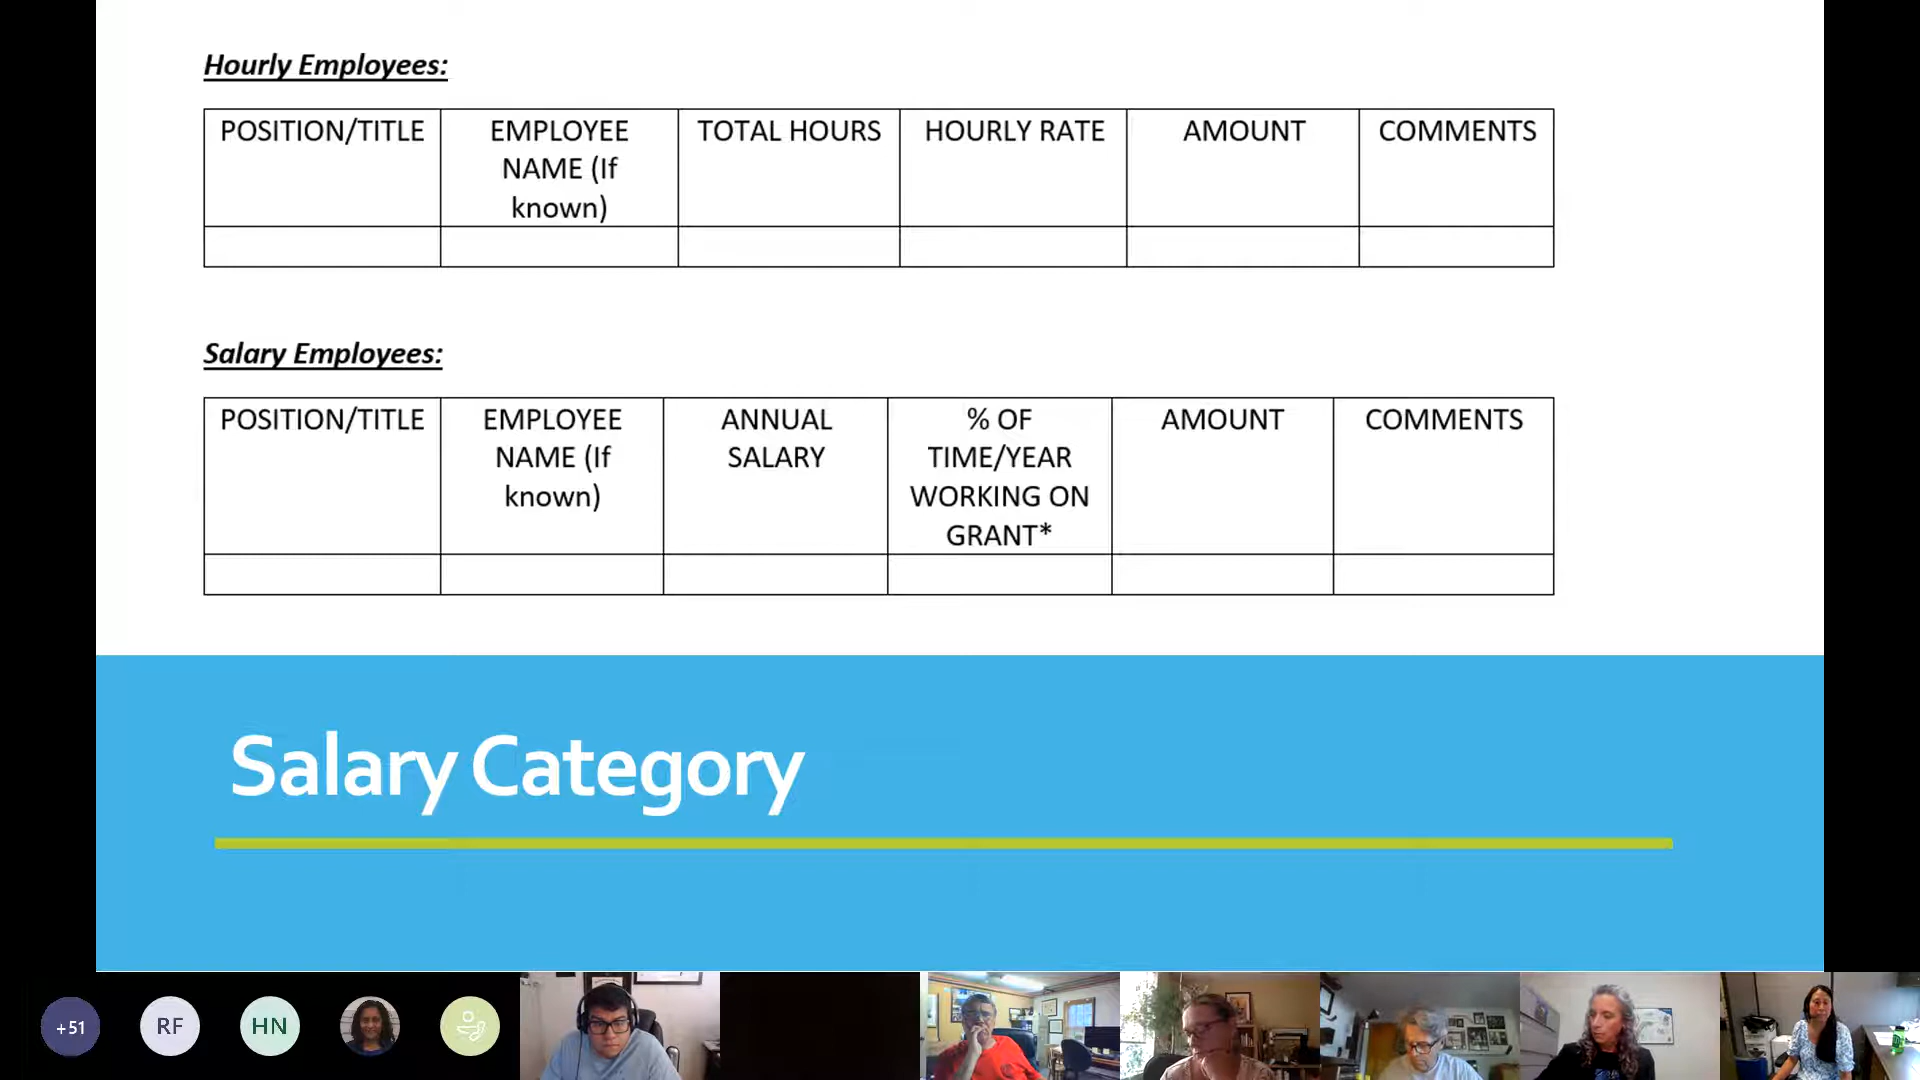 Hourly Employees:
POSITION/TITLE
EMPLOYEE
NAME (If
known)
TOTAL HOURS
HOURLY RATE
AMOUNT
COMMENTS
Salary Employees:
POSITION/TITLE
EMPLOYEE
NAME (If
known)
ANNUAL
SALARY
% OF
TIME/YEAR
WORKING ON
GRANT*
AMOUNT
COMMENTS
Salary Category
+51
RF
HN